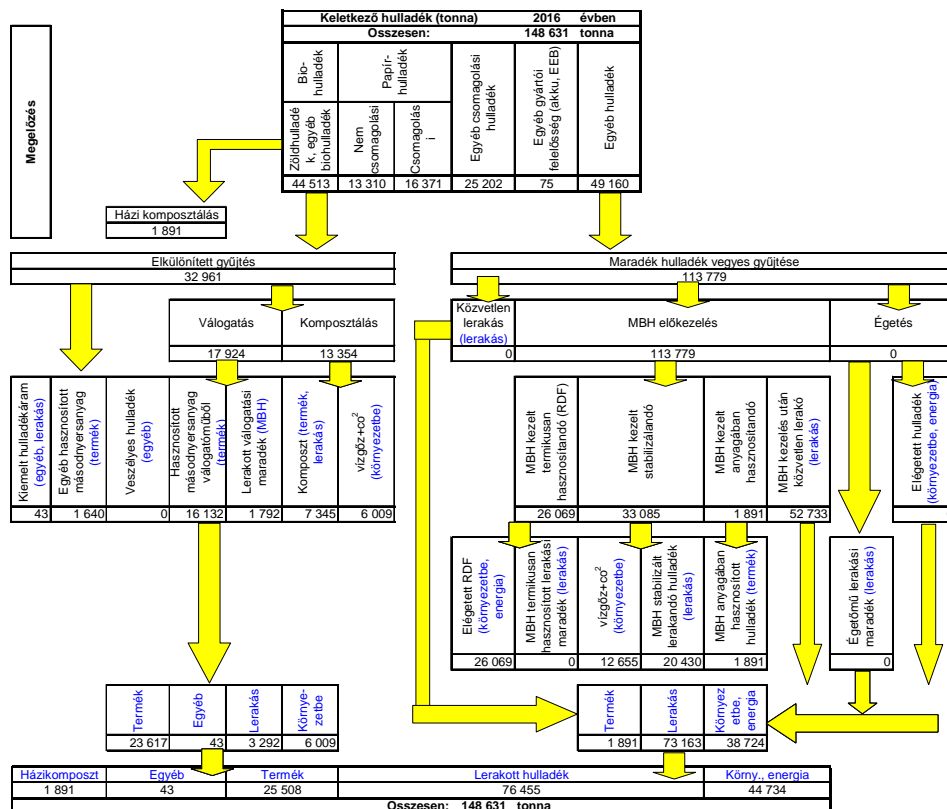 Keletkező hulladék (tonna) 2016 évben
Összesen: 148 631 tonna
Megelőzés
Bio-
hulladék
Papír-
hulladék
Zöldhulladé
k, egyéb
biohulladék
Nem
csomagolási
Csomagolás
i
Egyéb csomagolási
hulladék
Egyéb gyártói
felelősség (akku, EEB)
Egyéb hulladék
44 513 13 310 16 371 25 202 75 49 160
Házi komposztálás
1 891
Elkülönített gyűjtés
32 961
Maradék hulladék vegyes gyűjtése
113 779
Válogatás
Komposztálás
17 924 13 354
Közvetlen
lerakás
(lerakás)
MBH előkezelés
Égetés
0 113 779 0
Kiemelt hulladékáram
(egyéb, lerakás)
Egyéb hasznosított
másodnyersanyag
(termék)
Veszélyes hulladék
(egyéb)
Hasznosított
másodnyersanyag
válogatóműből
(termék)
Lerakott válogatási
maradék (MBH)
Komposzt (termék,
lerakás)
vízgőz+co²
(környezetbe)
43 1 640 0 16 132 1 792 7 345 6 009
MBH kezelt
termikusan
hasznosítandó (RDF)
MBH kezelt
stabilizálandó
MBH kezelt
anyagában
hasznosítandó
MBH kezelés után
közvetlen lerakó
(lerakás)
Elégetett hulladék
(környezetbe, energia)
26 069 33 085 1 891 52 733
Elégetett RDF
(környezetbe,
energia)
MBH termikusan
hasznosított lerakási
maradék (lerakás)
vízgőz+co²
(környezetbe)
MBH stabilizált
lerakandó hulladék
(lerakás)
MBH anyagában
hasznosított
hulladék (termék)
Égetőmű lerakási
maradék (lerakás)
26 069 0 12 655 20 430 1 891 0
Termék
Egyéb
Lerakás
Környe-
zetbe
23 617 43 3 292 6 009
Termék
Lerakás
Környez
etbe,
energia
1 891 73 163 38 724
Házikomposzt Egyéb Termék Lerakott hulladék Körny., energia
1 891 43 25 508 76 455 44 734
Összesen: 148 631 tonna